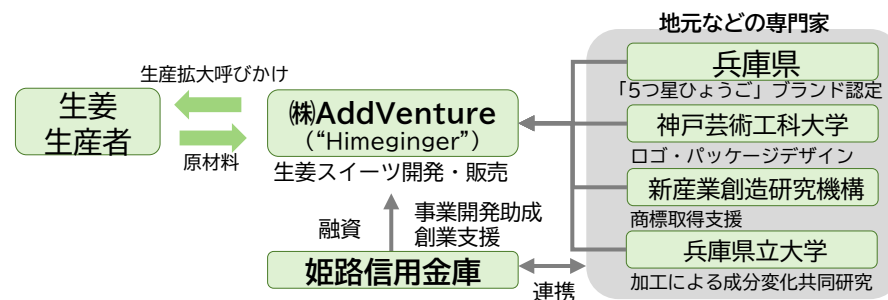 地元などの専門家
生産拡大呼びかけ
生姜
生産者
原材料
㈱AddVenture
(“Himeginger”)
生姜スイーツ開発・販売
兵庫県
「5つ星ひょうご」ブランド認定
神戸芸術工科大学
ロゴ・パッケージデザイン
新産業創造研究機構
商標取得支援
兵庫県立大学
加工による成分変化共同研究
融資
事業開発助成
創業支援
姫路信用金庫
連携